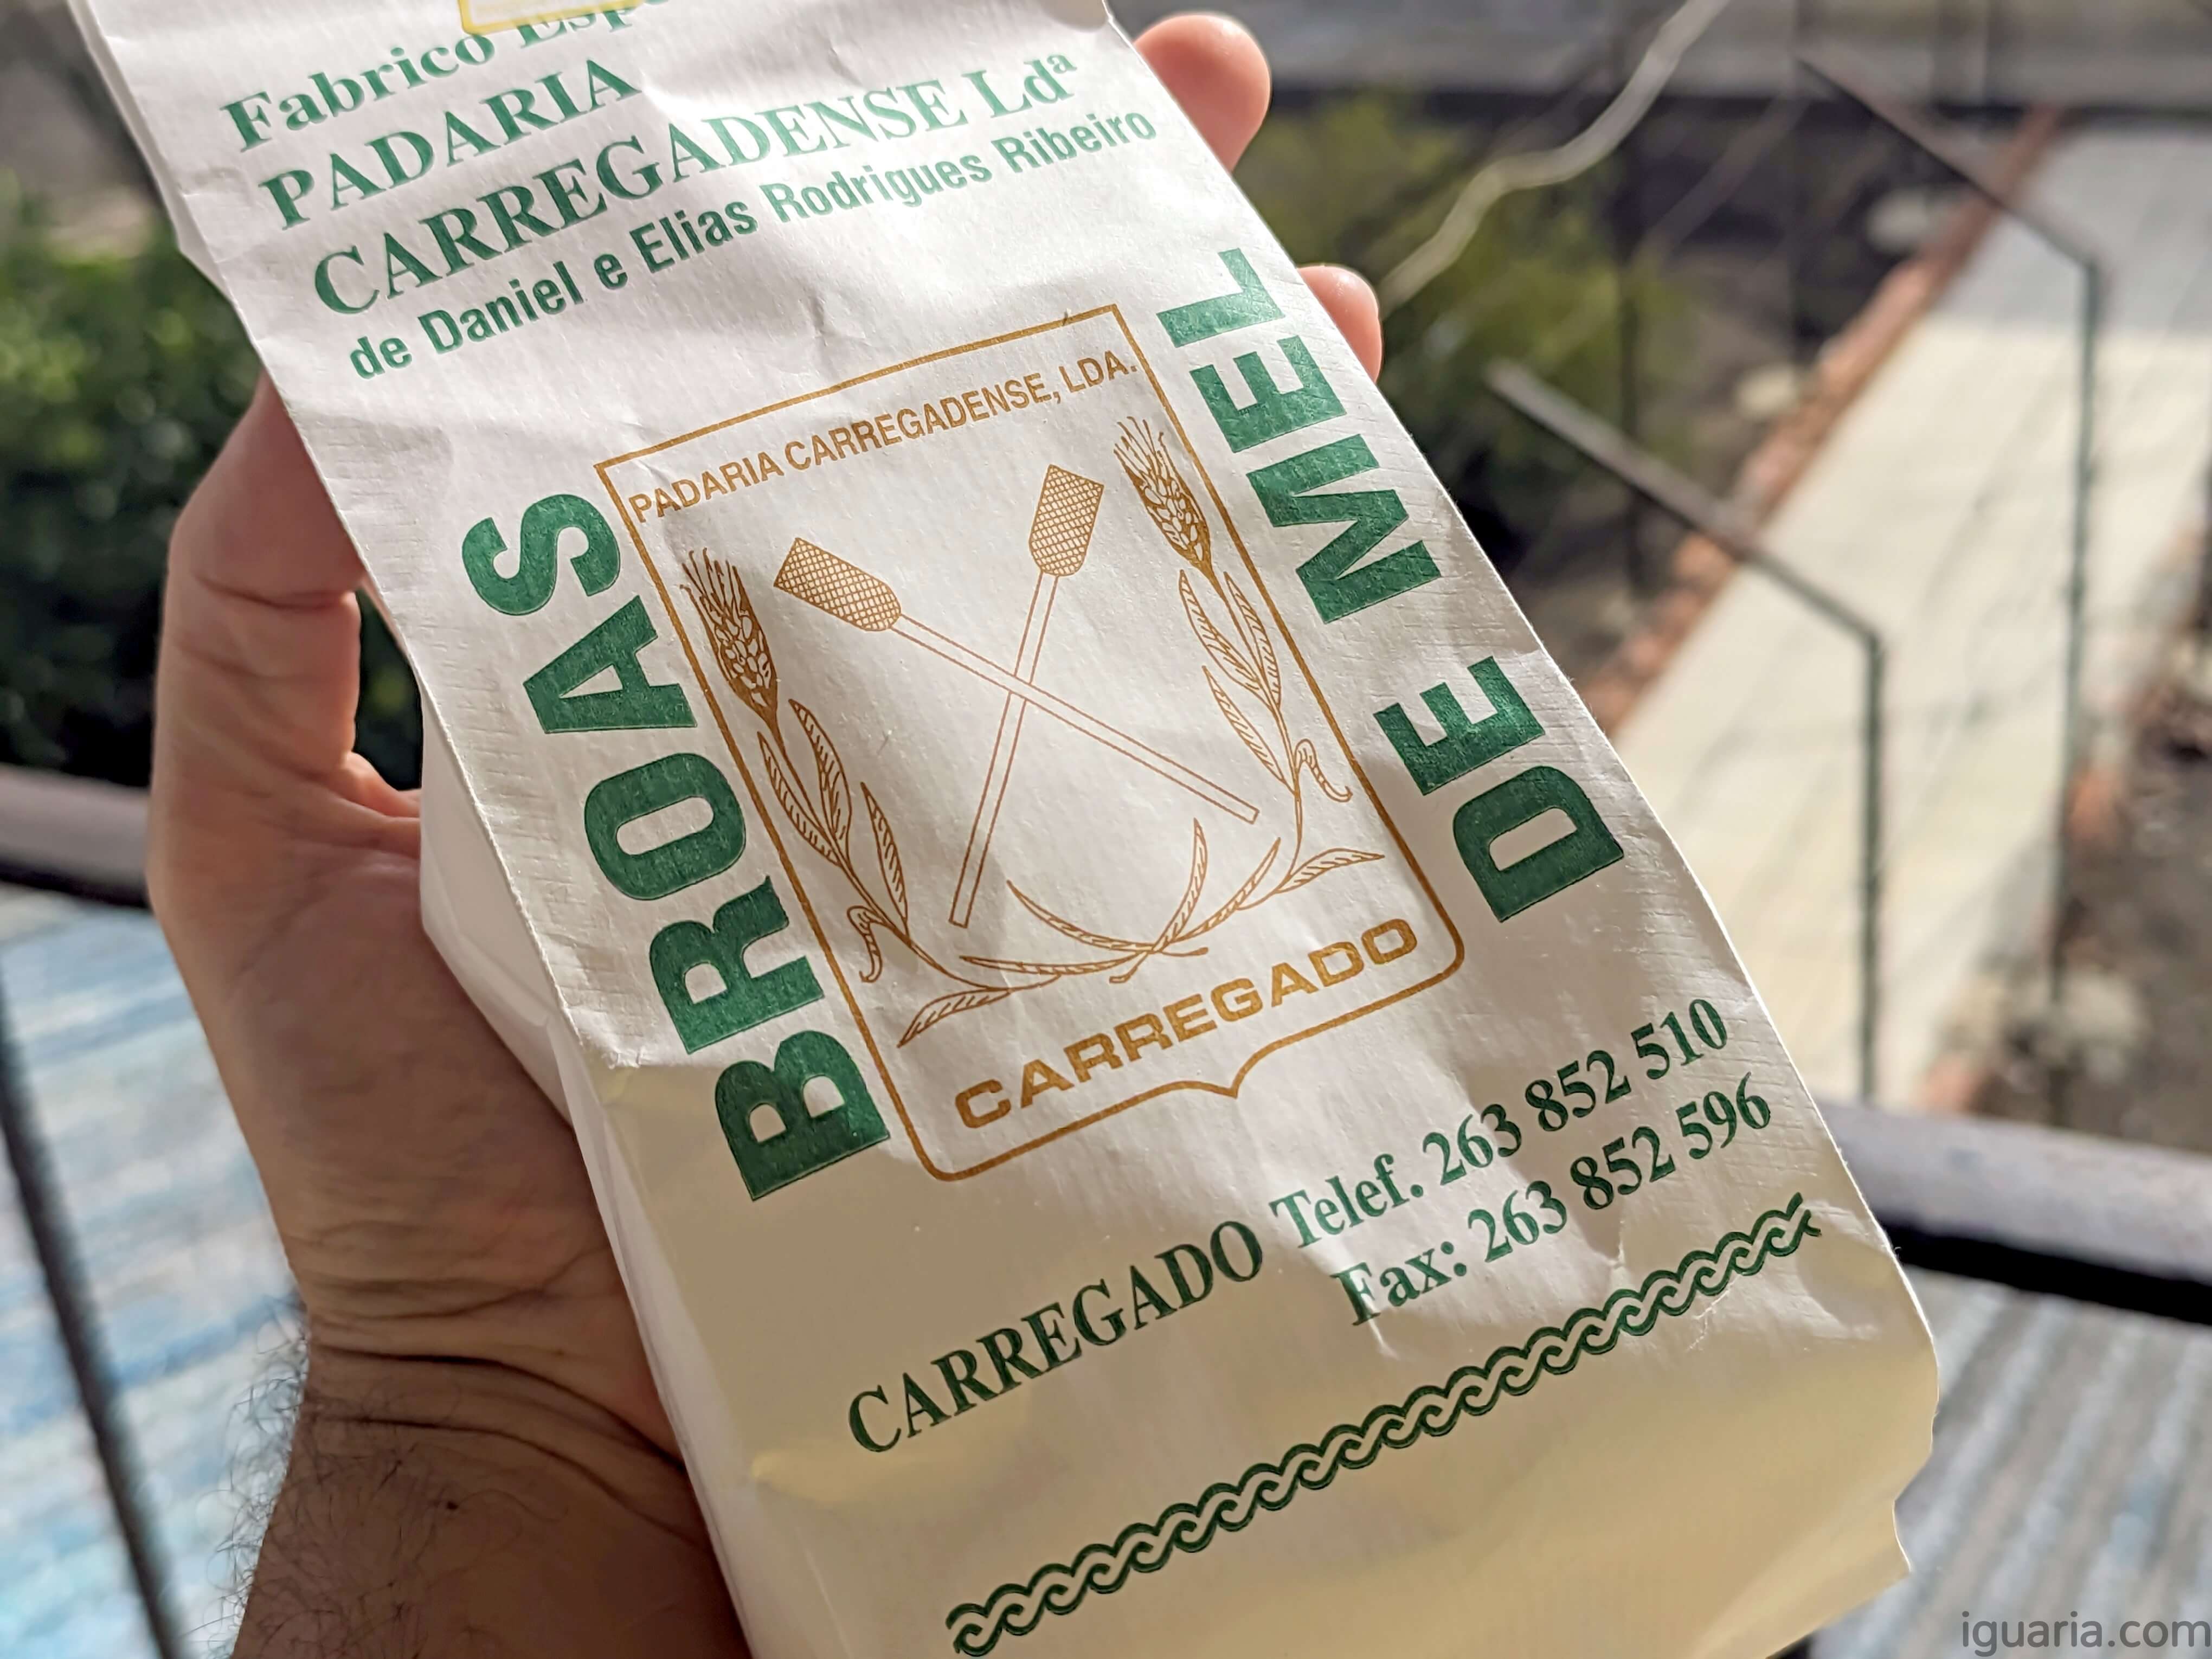 Fabrico
PADARIA
CARREGADENSE Ldª
de Daniel e Elias Rodrigues Ribeiro
BROAS
DE MEL
PADARIA CARREGADENSE, LDA.
CARREGADO
CARREGADO Telef. 263 852 510
Fax: 263 852 596
iguaria.com